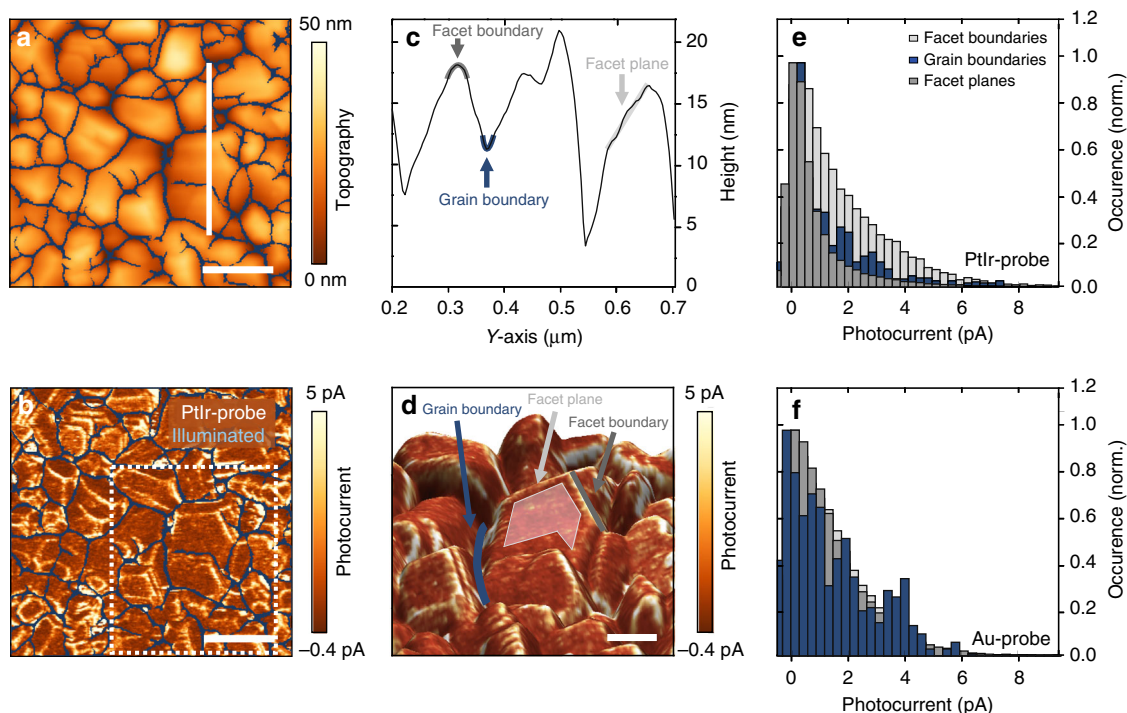 a
50 nm
Topography
0 nm
c
Facet boundary
Facet plane
Grain boundary
20
15
10
5
0
Height (nm)
0.2
0.3
0.4
0.5
0.6
0.7
Y-axis (μm)
e
Facet boundaries
Grain boundaries
Facet planes
PtIr-probe
1.2
1.0
0.8
0.6
0.4
0.2
Occurence (norm.)
0
2
4
6
8
Photocurrent (pA)
b
PtIr-probe
Illuminated
5 pA
Photocurrent
–0.4 pA
d
Grain boundary
Facet plane
Facet boundary
5 pA
Photocurrent
–0.4 pA
f
Au-probe
1.2
1.0
0.8
0.6
0.4
0.2
0.0
Occurence (norm.)
0
2
4
6
8
Photocurrent (pA)